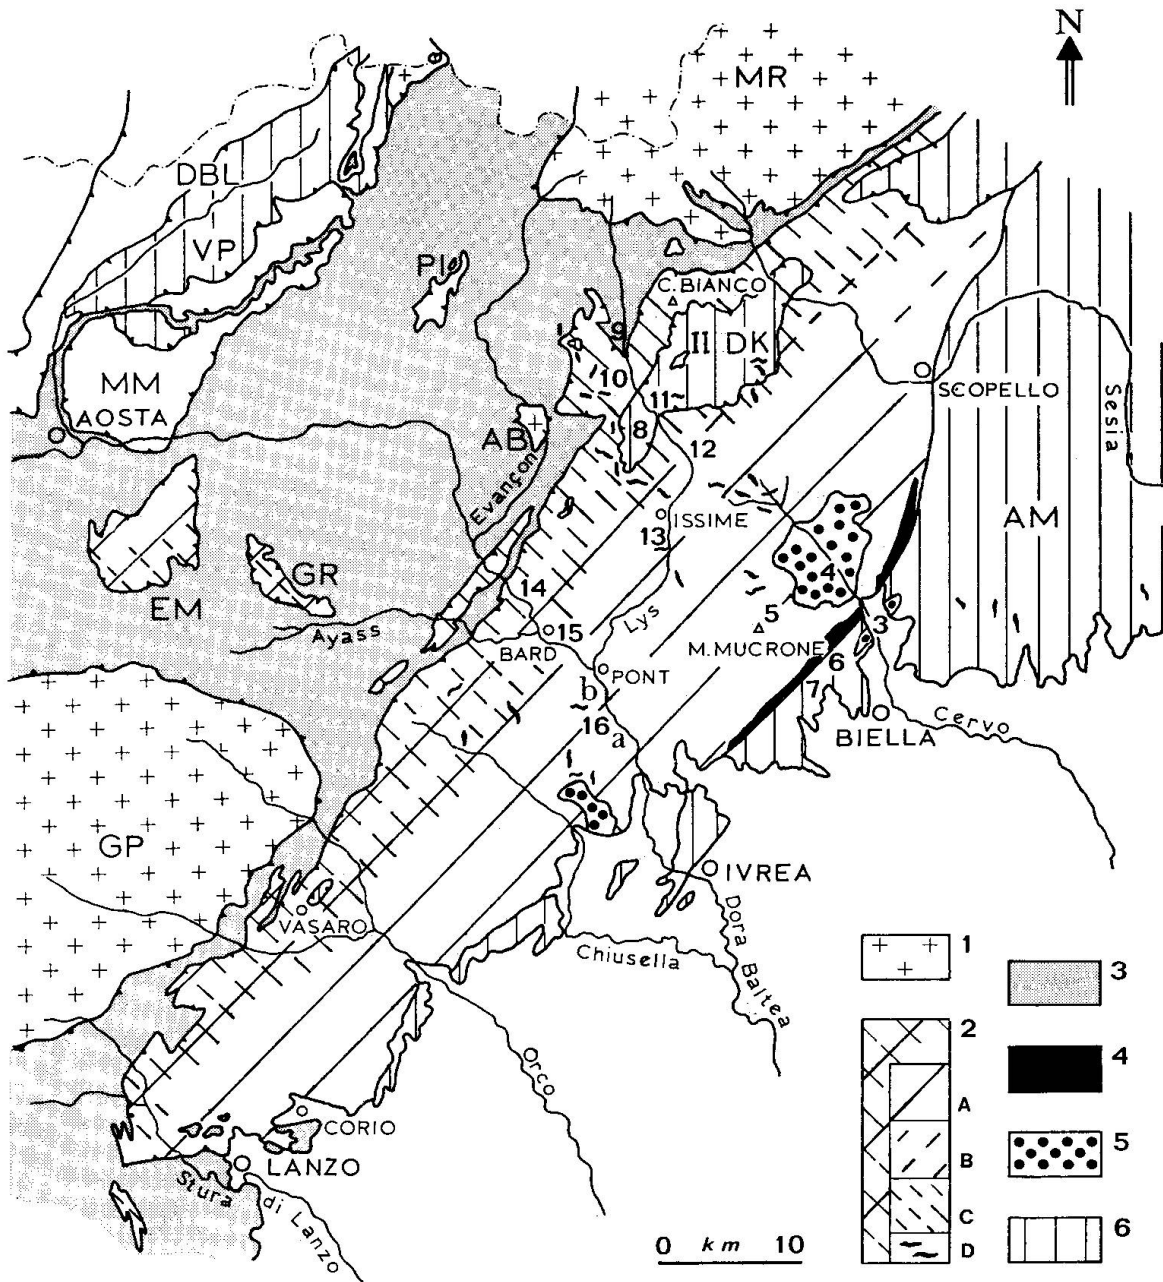 N
MR
DBL
VP
PI
C. BIANCO
9
II DK
10
11
MM
AOSTA
SCOPELLO
Sesia
AB
8
12
Evançon
ISSIME
13
AM
4
EM
GR
14
5
3
Ayass
15
Lys
BARD
M. MUCRONE
6
PONT
7
b
16
a
BIELLA
Cervo
GP
IVREA
VASARO
Dora
Baltea
Chiusella
1
3
2
Orco
4
A
CORIO
B
5
LANZO
Stura
di Lanzo
C
6
D
0 km 10